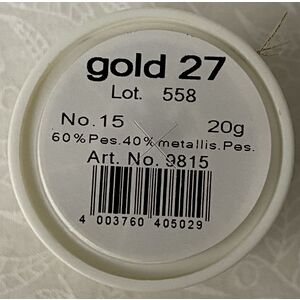 gold 27
Lot. 558
No.15 20g
60%Pes.40%metallis.Pes.
Art. No. 9815
4 003760 405029